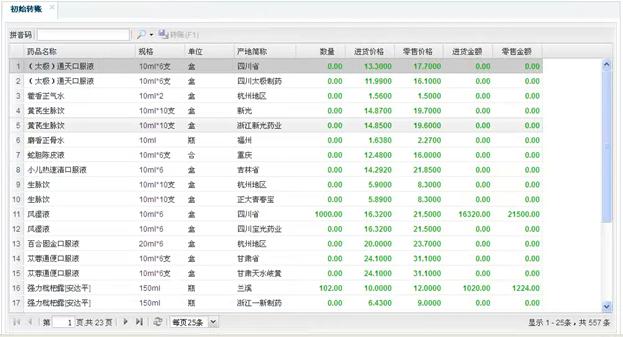 初始转账
拼音码 转账(F1)
药品名称 规格 单位 产地简称 数量 进货价格 零售价格 进货金额 零售金额
1 （太极）通天口服液 10ml*6支 盒 四川省 0.00 13.3000 17.7000 0.00 0.00
2 （太极）通天口服液 10ml*6支 盒 四川太极制药 0.00 11.9900 16.1000 0.00 0.00
3 藿香正气水 10ml*2 盒 杭州地区 0.00 1.5600 1.5000 0.00 0.00
4 黄芪生脉饮 10ml*10支 盒 新光 0.00 14.8700 19.7000 0.00 0.00
5 黄芪生脉饮 10ml*10支 盒 浙江新光药业 0.00 14.8500 19.6000 0.00 0.00
6 麝香正骨水 10ml 瓶 福州 0.00 1.6380 2.2700 0.00 0.00
7 蛇胆陈皮液 10ml*6支 合 重庆 0.00 12.4800 16.0000 0.00 0.00
8 小儿热速清口服液 10ml*6 盒 吉林省 0.00 14.2920 21.8500 0.00 0.00
9 生脉饮 10ml*10支 盒 杭州地区 0.00 5.9000 8.3000 0.00 0.00
10 生脉饮 10ml*10支 盒 正大青春宝 0.00 5.8900 8.3000 0.00 0.00
11 风湿液 10ml*6 盒 四川省 1000.00 16.3200 21.5000 16320.00 21500.00
12 风湿液 10ml*6 盒 四川宝光药业 0.00 16.3200 21.5000 0.00 0.00
13 百合固金口服液 20ml*6 盒 杭州地区 0.00 20.0000 23.7000 0.00 0.00
14 苁蓉通便口服液 10ml*6支 盒 甘肃省 0.00 24.1000 31.1000 0.00 0.00
15 苁蓉通便口服液 10ml*6支 盒 甘肃天水岐黄 0.00 24.1000 31.1000 0.00 0.00
16 强力枇杷露[安达平] 150ml 瓶 兰溪 102.00 10.0000 12.0000 1020.00 1224.00
17 强力枇杷露[安达平] 150ml 瓶 浙江一新制药 0.00 6.4300 9.0000 0.00 0.00
第 1 页,共 23 页 每页25条 显示 1 - 25条，共 557 条